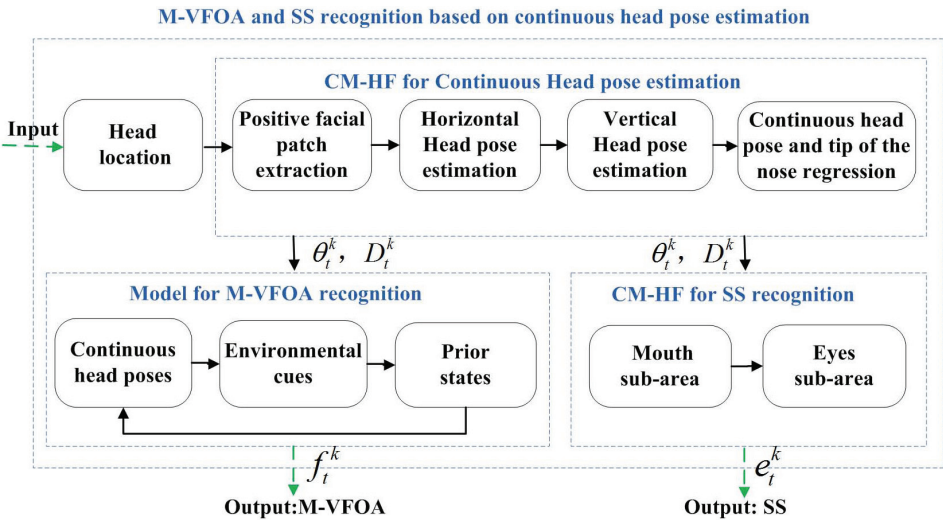 M-VFOA and SS recognition based on continuous head pose estimation
CM-HF for Continuous Head pose estimation
Input
Head
location
Positive facial
patch
extraction
Horizontal
Head pose
estimation
Vertical
Head pose
estimation
Continuous head
pose and tip of the
nose regression
θ_t^k, D_t^k
θ_t^k, D_t^k
Model for M-VFOA recognition
Continuous
head poses
Environmental
cues
Prior
states
CM-HF for SS recognition
Mouth
sub-area
Eyes
sub-area
f_t^k
e_t^k
Output:M-VFOA
Output: SS